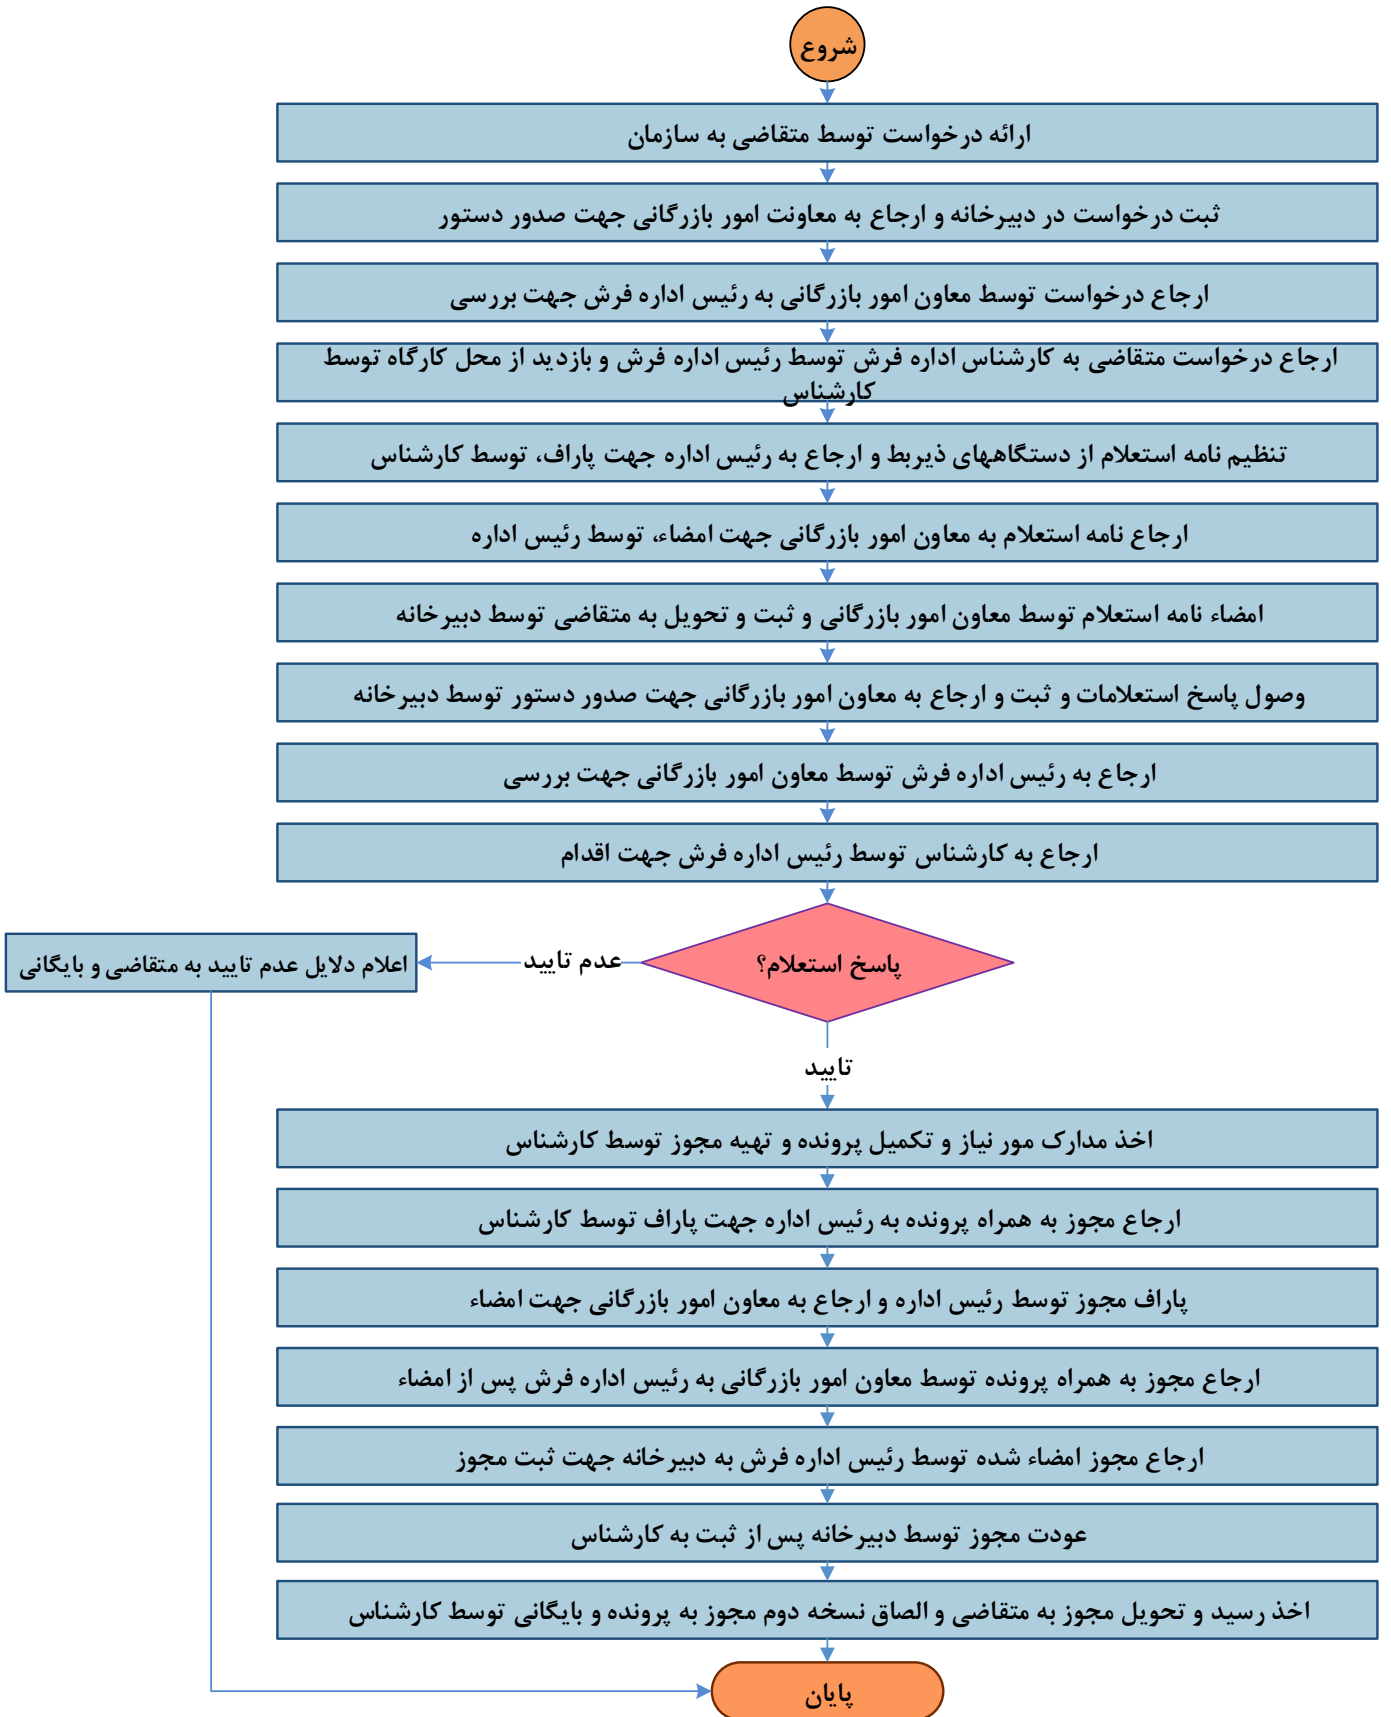 شروع
ارائه درخواست توسط متقاضی به سازمان
ثبت درخواست در دبیرخانه و ارجاع به معاونت امور بازرگانی جهت صدور دستور
ارجاع درخواست توسط معاون امور بازرگانی به رئیس اداره فرش جهت بررسی
ارجاع درخواست متقاضی به کارشناس اداره فرش توسط رئیس اداره فرش و بازدید از محل کارگاه توسط
کارشناس
تنظیم نامه استعلام از دستگاههای ذیربط و ارجاع به رئیس اداره جهت پاراف، توسط کارشناس
ارجاع نامه استعلام به معاون امور بازرگانی جهت امضاء، توسط رئیس اداره
امضاء نامه استعلام توسط معاون امور بازرگانی و ثبت و تحویل به متقاضی توسط دبیرخانه
وصول پاسخ استعلامات و ثبت و ارجاع به معاون امور بازرگانی جهت صدور دستور توسط دبیرخانه
ارجاع به رئیس اداره فرش توسط معاون امور بازرگانی جهت بررسی
ارجاع به کارشناس توسط رئیس اداره فرش جهت اقدام
پاسخ استعلام؟
عدم تایید
اعلام دلایل عدم تایید به متقاضی و بایگانی
تایید
اخذ مدارک مور نیاز و تکمیل پرونده و تهیه مجوز توسط کارشناس
ارجاع مجوز به همراه پرونده به رئیس اداره جهت پاراف توسط کارشناس
پاراف مجوز توسط رئیس اداره و ارجاع به معاون امور بازرگانی جهت امضاء
ارجاع مجوز به همراه پرونده توسط معاون امور بازرگانی به رئیس اداره فرش پس از امضاء
ارجاع مجوز امضاء شده توسط رئیس اداره فرش به دبیرخانه جهت ثبت مجوز
عودت مجوز توسط دبیرخانه پس از ثبت به کارشناس
اخذ رسید و تحویل مجوز به متقاضی و الصاق نسخه دوم مجوز به پرونده و بایگانی توسط کارشناس
پایان